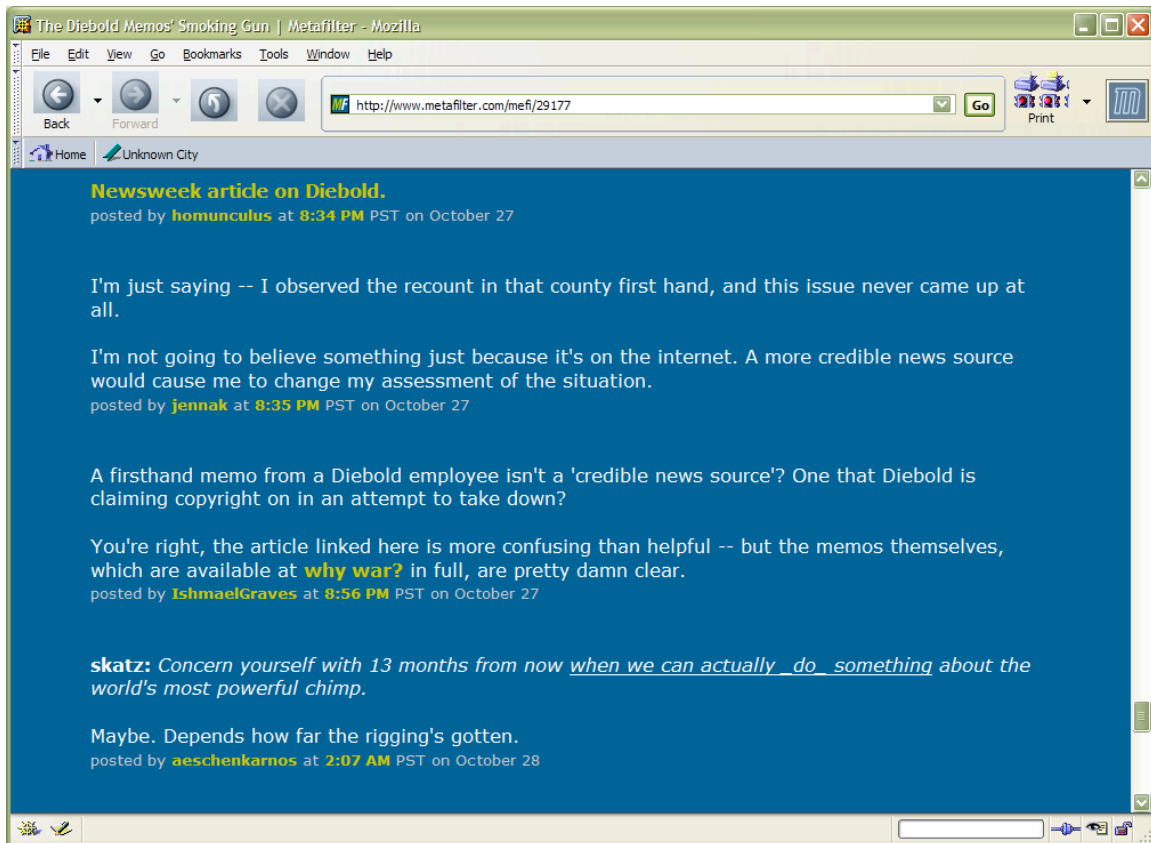 The Diebold Memos' Smoking Gun | Metafilter - Mozilla
File Edit View Go Bookmarks Tools Window Help
MF http://www.metafilter.com/mefi/29177 Go
Back Forward Print
Home Unknown City
Newsweek article on Diebold.
posted by homunculus at 8:34 PM PST on October 27
I'm just saying -- I observed the recount in that county first hand, and this issue never came up at
all.
I'm not going to believe something just because it's on the internet. A more credible news source
would cause me to change my assessment of the situation.
posted by jennak at 8:35 PM PST on October 27
A firsthand memo from a Diebold employee isn't a 'credible news source'? One that Diebold is
claiming copyright on in an attempt to take down?
You're right, the article linked here is more confusing than helpful -- but the memos themselves,
which are available at why war? in full, are pretty damn clear.
posted by IshmaelGraves at 8:56 PM PST on October 27
skatz: Concern yourself with 13 months from now when we can actually _do_ something about the
world's most powerful chimp.
Maybe. Depends how far the rigging's gotten.
posted by aeschenkarnos at 2:07 AM PST on October 28